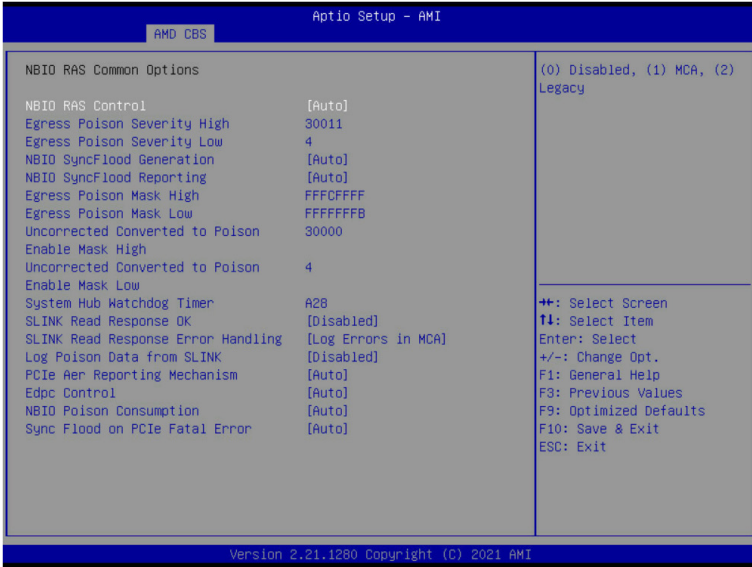 Aptio Setup – AMI
AMD CBS
NBIO RAS Common Options
NBIO RAS Control [Auto]
Egress Poison Severity High 30011
Egress Poison Severity Low 4
NBIO SyncFlood Generation [Auto]
NBIO SyncFlood Reporting [Auto]
Egress Poison Mask High FFFCFFFF
Egress Poison Mask Low FFFFFFFB
Uncorrected Converted to Poison 30000
Enable Mask High
Uncorrected Converted to Poison 4
Enable Mask Low
System Hub Watchdog Timer A28
SLINK Read Response OK [Disabled]
SLINK Read Response Error Handling [Log Errors in MCA]
Log Poison Data from SLINK [Disabled]
PCIe Aer Reporting Mechanism [Auto]
Edpc Control [Auto]
NBIO Poison Consumption [Auto]
Sync Flood on PCIe Fatal Error [Auto]
(0) Disabled, (1) MCA, (2)
Legacy
→←: Select Screen
↑↓: Select Item
Enter: Select
+/-: Change Opt.
F1: General Help
F3: Previous Values
F9: Optimized Defaults
F10: Save & Exit
ESC: Exit
Version 2.21.1280 Copyright (C) 2021 AMI